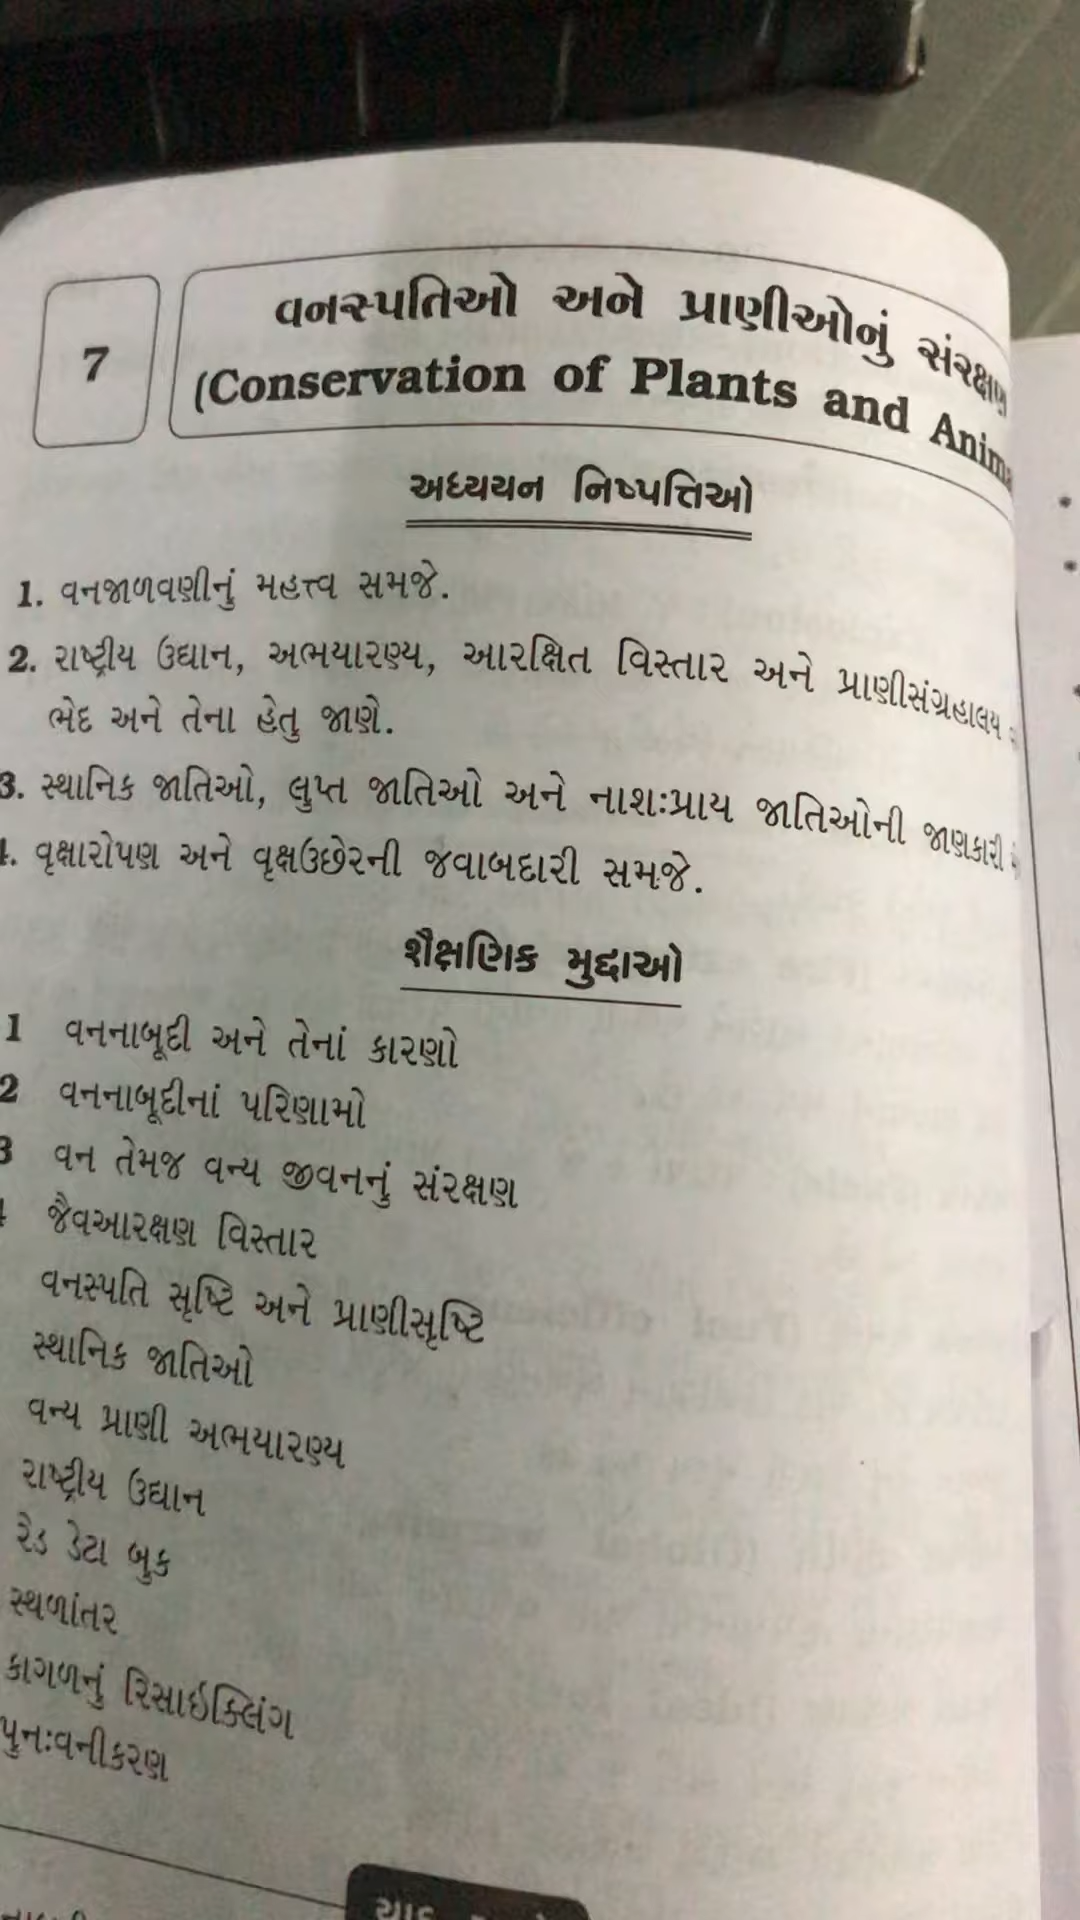 7
વનસ્પતિઓ અને પ્રાણીઓનું સંરક્ષણ
(Conservation of Plants and Anima
અધ્યયન નિષ્પત્તિઓ
1. વનજાળવણીનું મહત્ત્વ સમજે.
2. રાષ્ટ્રીય ઉદ્યાન, અભયારણ્ય, આરક્ષિત વિસ્તાર અને પ્રાણીસંગ્રહાલય
ભેદ અને તેના હેતુ જાણે.
3. સ્થાનિક જાતિઓ, લુપ્ત જાતિઓ અને નાશઃપ્રાય જાતિઓની જાણકારી
4. વૃક્ષારોપણ અને વૃક્ષઉછેરની જવાબદારી સમજે.
શૈક્ષણિક મુદ્દાઓ
1 વનનાબૂદી અને તેનાં કારણો
2 વનનાબૂદીનાં પરિણામો
3 વન તેમજ વન્ય જીવનનું સંરક્ષણ
જૈવઆરક્ષણ વિસ્તાર
વનસ્પતિ સૃષ્ટિ અને પ્રાણીસૃષ્ટિ
સ્થાનિક જાતિઓ
વન્ય પ્રાણી અભયારણ્ય
રાષ્ટ્રીય ઉદ્યાન
રેડ ડેટા બુક
સ્થળાંતર
કાગળનું રિસાઇક્લિંગ
પુનઃવનીકરણ